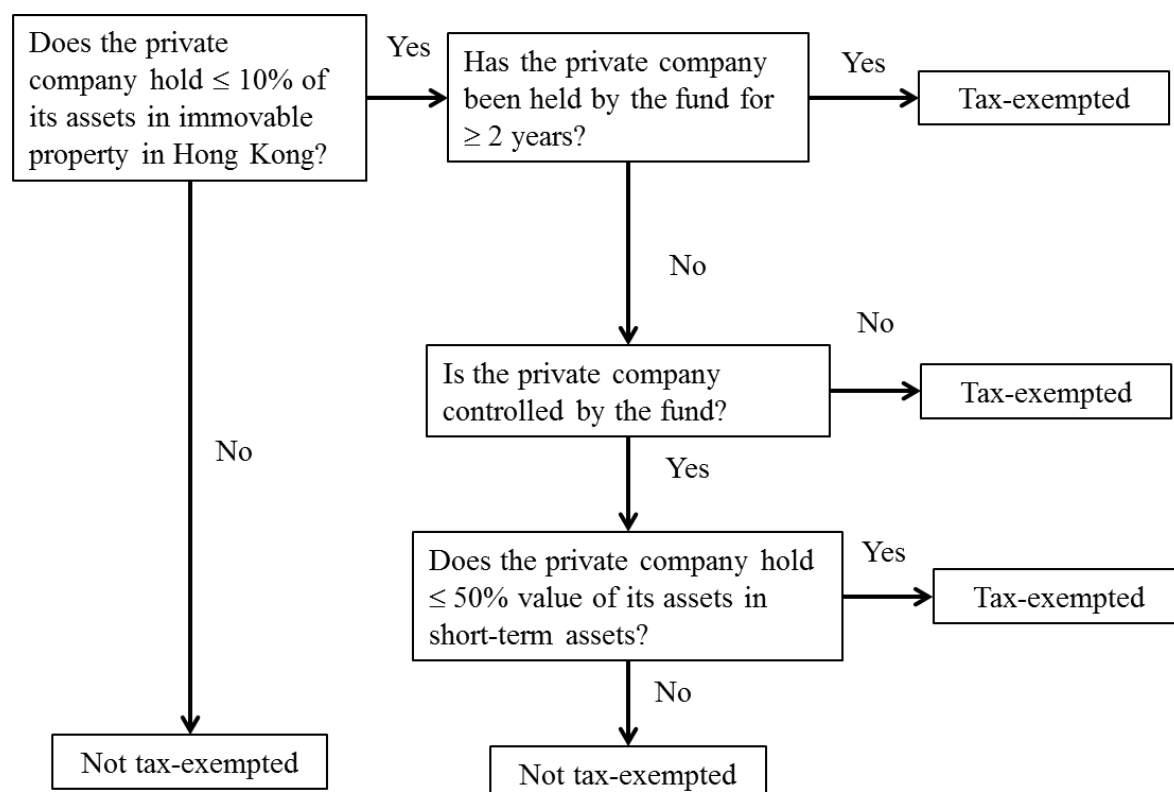 Does the private
company hold ≤ 10% of
its assets in immovable
property in Hong Kong?
Yes
Has the private company
been held by the fund for
≥ 2 years?
Yes
Tax-exempted
No
No
Is the private company
controlled by the fund?
Tax-exempted
No
Yes
Does the private company hold
≤ 50% value of its assets in
short-term assets?
Yes
Tax-exempted
No
Not tax-exempted
Not tax-exempted